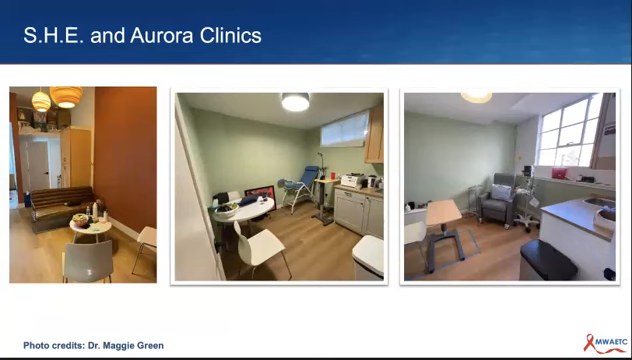 S.H.E. and Aurora Clinics
Photo credits: Dr. Maggie Green
MWAETC